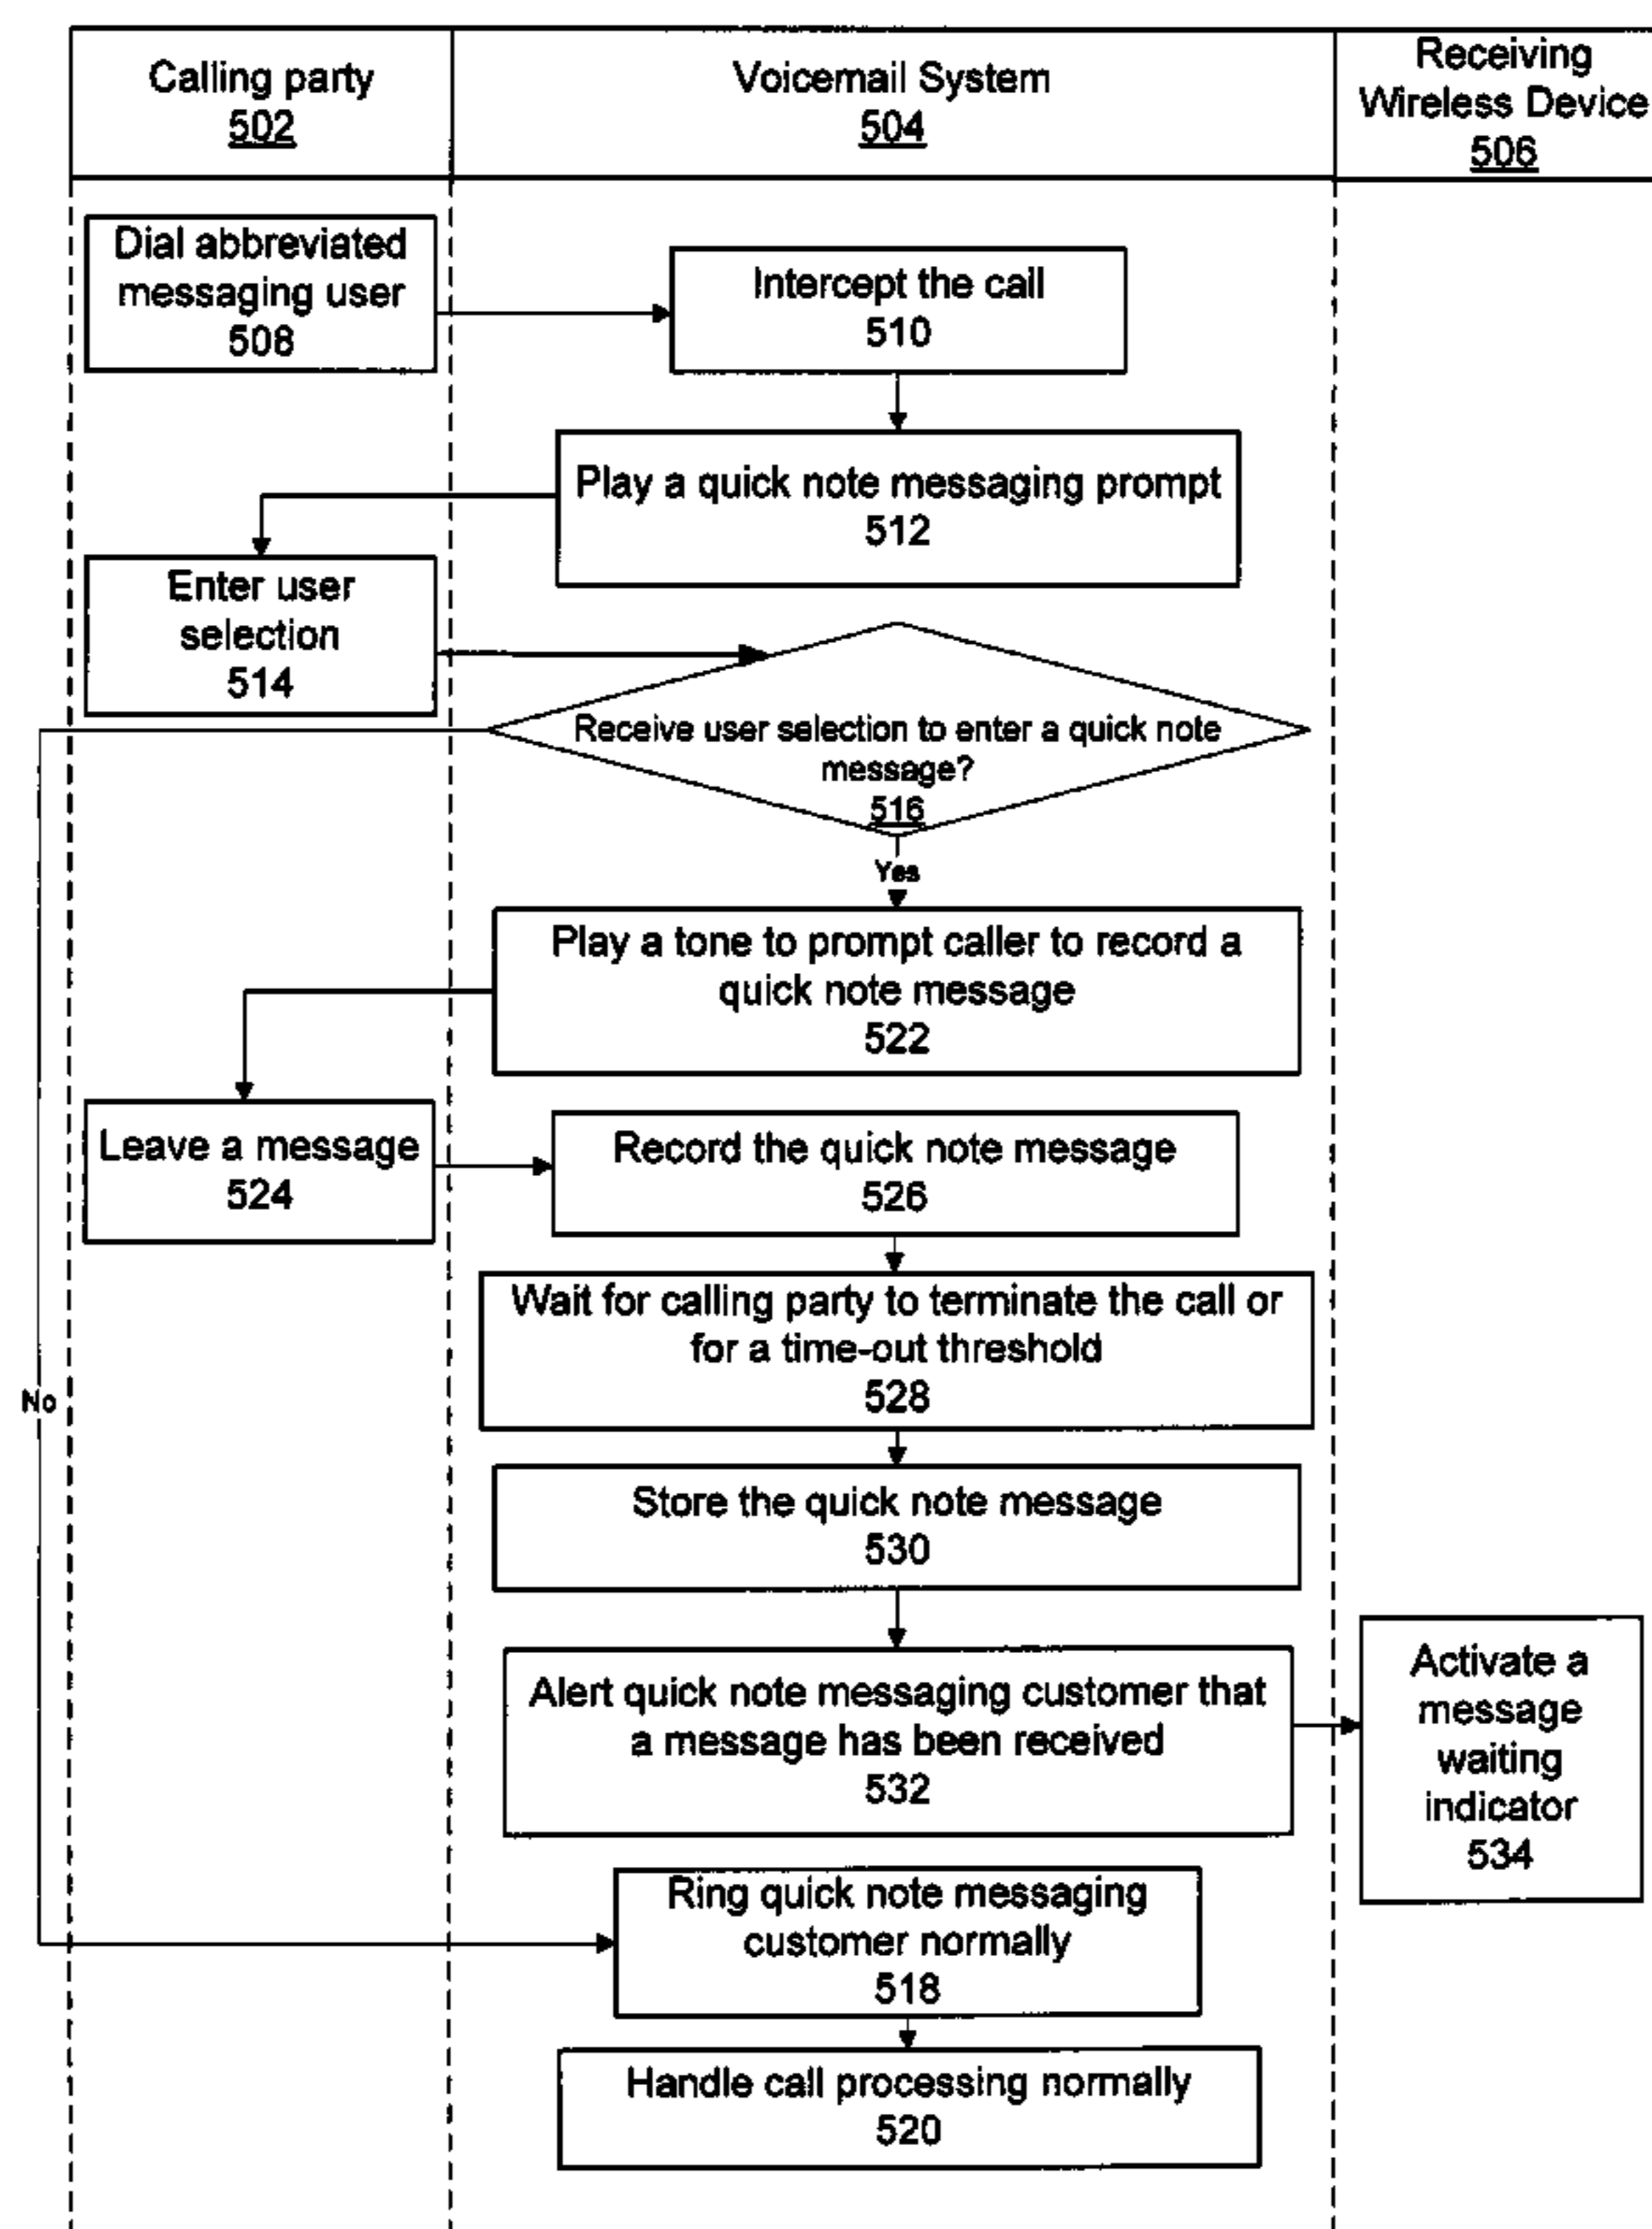 Calling party
502
Voicemail System
504
Receiving
Wireless Device
506
Dial abbreviated
messaging user
508
Intercept the call
510
Play a quick note messaging prompt
512
Enter user
selection
514
Receive user selection to enter a quick note
message?
516
Yes
Play a tone to prompt caller to record a
quick note message
522
Leave a message
524
Record the quick note message
526
Wait for calling party to terminate the call or
for a time-out threshold
528
No
Store the quick note message
530
Alert quick note messaging customer that
a message has been received
532
Activate a
message
waiting
indicator
534
Ring quick note messaging
customer normally
518
Handle call processing normally
520